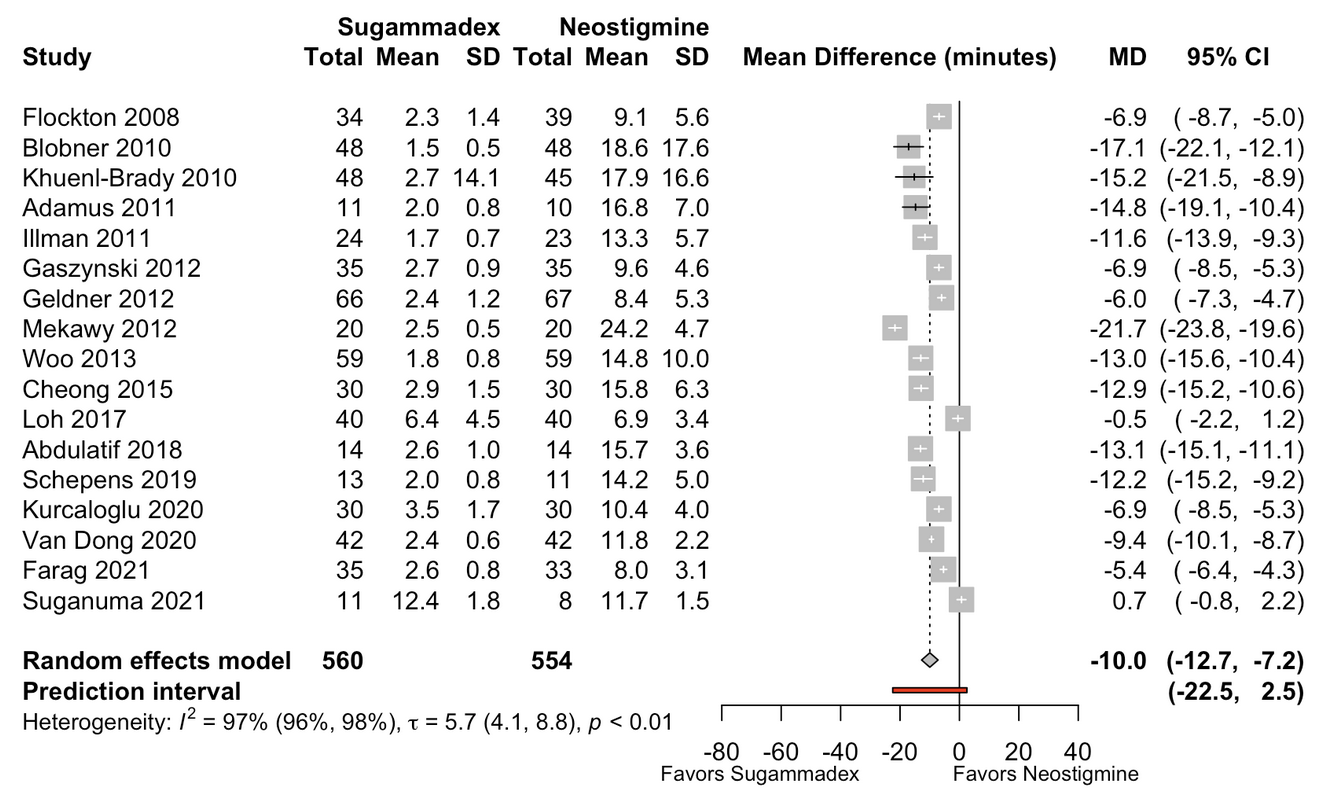 Sugammadex Neostigmine
Study Total Mean SD Total Mean SD Mean Difference (minutes) MD 95% CI
Flockton 2008 34 2.3 1.4 39 9.1 5.6 -6.9 ( -8.7, -5.0)
Blobner 2010 48 1.5 0.5 48 18.6 17.6 -17.1 (-22.1, -12.1)
Khuenl-Brady 2010 48 2.7 14.1 45 17.9 16.6 -15.2 (-21.5, -8.9)
Adamus 2011 11 2.0 0.8 10 16.8 7.0 -14.8 (-19.1, -10.4)
Illman 2011 24 1.7 0.7 23 13.3 5.7 -11.6 (-13.9, -9.3)
Gaszynski 2012 35 2.7 0.9 35 9.6 4.6 -6.9 ( -8.5, -5.3)
Geldner 2012 66 2.4 1.2 67 8.4 5.3 -6.0 ( -7.3, -4.7)
Mekawy 2012 20 2.5 0.5 20 24.2 4.7 -21.7 (-23.8, -19.6)
Woo 2013 59 1.8 0.8 59 14.8 10.0 -13.0 (-15.6, -10.4)
Cheong 2015 30 2.9 1.5 30 15.8 6.3 -12.9 (-15.2, -10.6)
Loh 2017 40 6.4 4.5 40 6.9 3.4 -0.5 ( -2.2, 1.2)
Abdulatif 2018 14 2.6 1.0 14 15.7 3.6 -13.1 (-15.1, -11.1)
Schepens 2019 13 2.0 0.8 11 14.2 5.0 -12.2 (-15.2, -9.2)
Kurcaloglu 2020 30 3.5 1.7 30 10.4 4.0 -6.9 ( -8.5, -5.3)
Van Dong 2020 42 2.4 0.6 42 11.8 2.2 -9.4 (-10.1, -8.7)
Farag 2021 35 2.6 0.8 33 8.0 3.1 -5.4 ( -6.4, -4.3)
Suganuma 2021 11 12.4 1.8 8 11.7 1.5 0.7 ( -0.8, 2.2)
Random effects model 560 554 -10.0 (-12.7, -7.2)
Prediction interval (-22.5, 2.5)
Heterogeneity: I² = 97% (96%, 98%), τ = 5.7 (4.1, 8.8), p < 0.01
-80 -60 -40 -20 0 20 40
Favors Sugammadex Favors Neostigmine